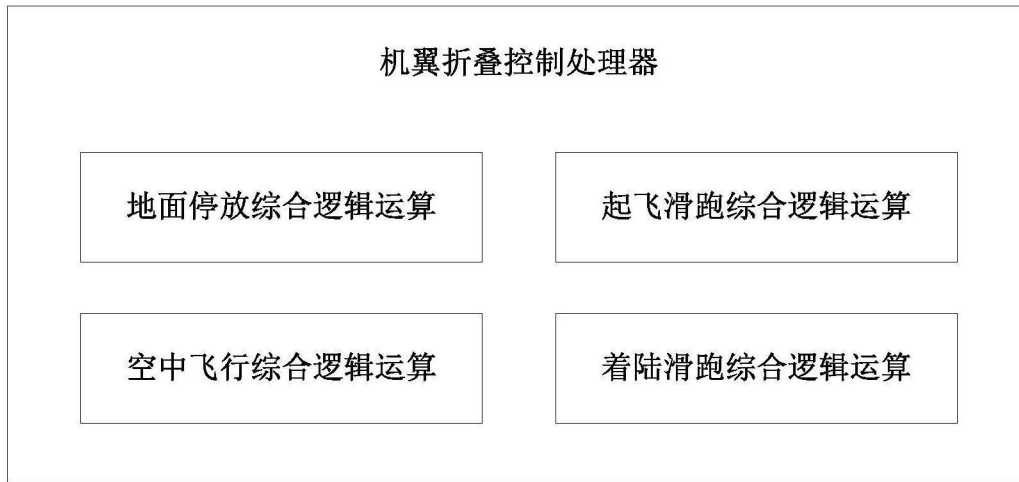 机翼折叠控制处理器
地面停放综合逻辑运算
起飞滑跑综合逻辑运算
空中飞行综合逻辑运算
着陆滑跑综合逻辑运算